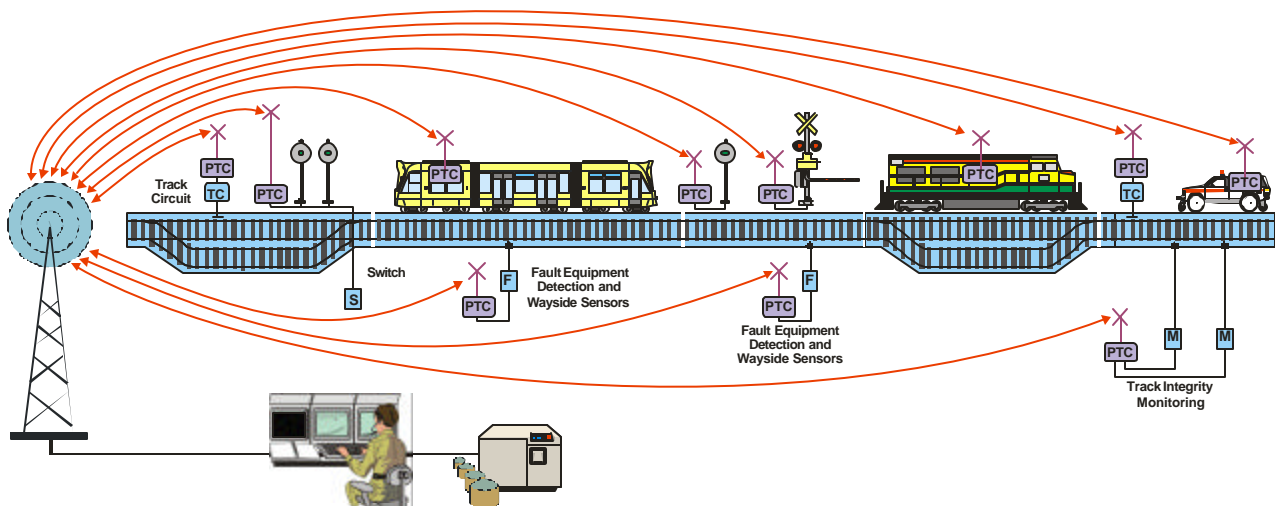 PTC
PTC
PTC
PTC
PTC
PTC
PTC
PTC
TC
TC
Track
Circuit
Switch
S
F
Fault Equipment
Detection and
Wayside Sensors
PTC
F
PTC
Fault Equipment
Detection and
Wayside Sensors
M
M
PTC
Track Integrity
Monitoring